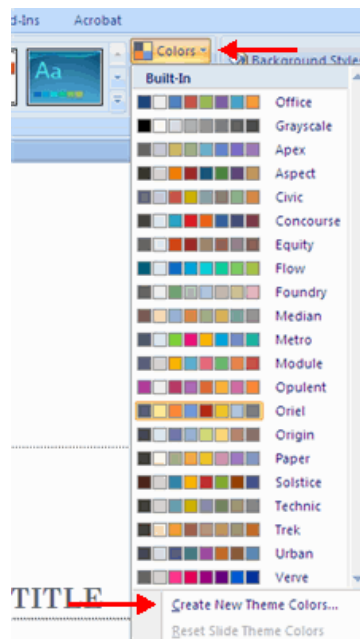 d-Ins Acrobat
Colors
Aa
Background Styles
Built-In
Office
Grayscale
Apex
Aspect
Civic
Concourse
Equity
Flow
Foundry
Median
Metro
Module
Opulent
Oriel
Origin
Paper
Solstice
Technic
Trek
Urban
Verve
TITLE
Create New Theme Colors...
Reset Slide Theme Colors